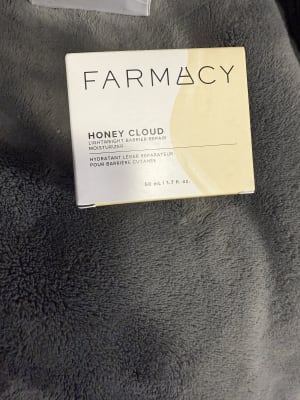 FARMACY
HONEY CLOUD
LIGHTWEIGHT BARRIER REPAIR
MOISTURIZER
HYDRATANT LÉGER RÉPARATEUR
POUR BARRIÈRE CUTANÉE
50 mL / 1.7 fl. oz.